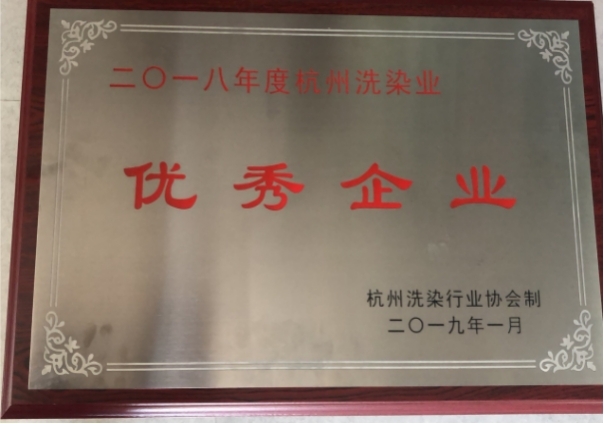 二〇一八年度杭州洗染业
优秀企业
杭州洗染行业协会制
二〇一九年一月